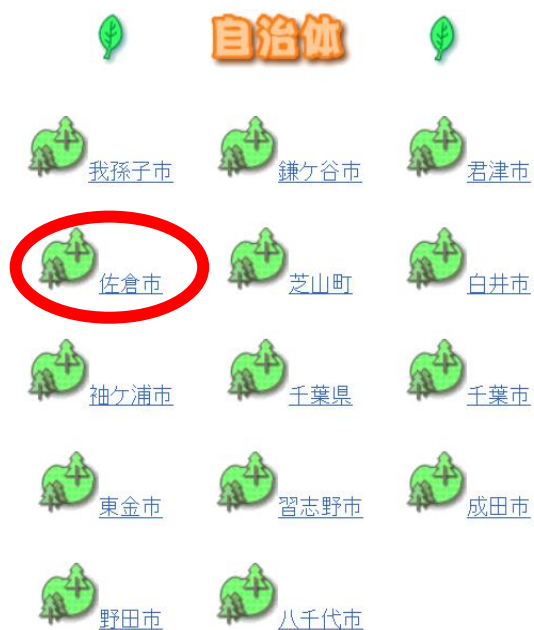 自治体
我孫子市 鎌ケ谷市 君津市
佐倉市 芝山町 白井市
袖ケ浦市 千葉県 千葉市
東金市 習志野市 成田市
野田市 八千代市